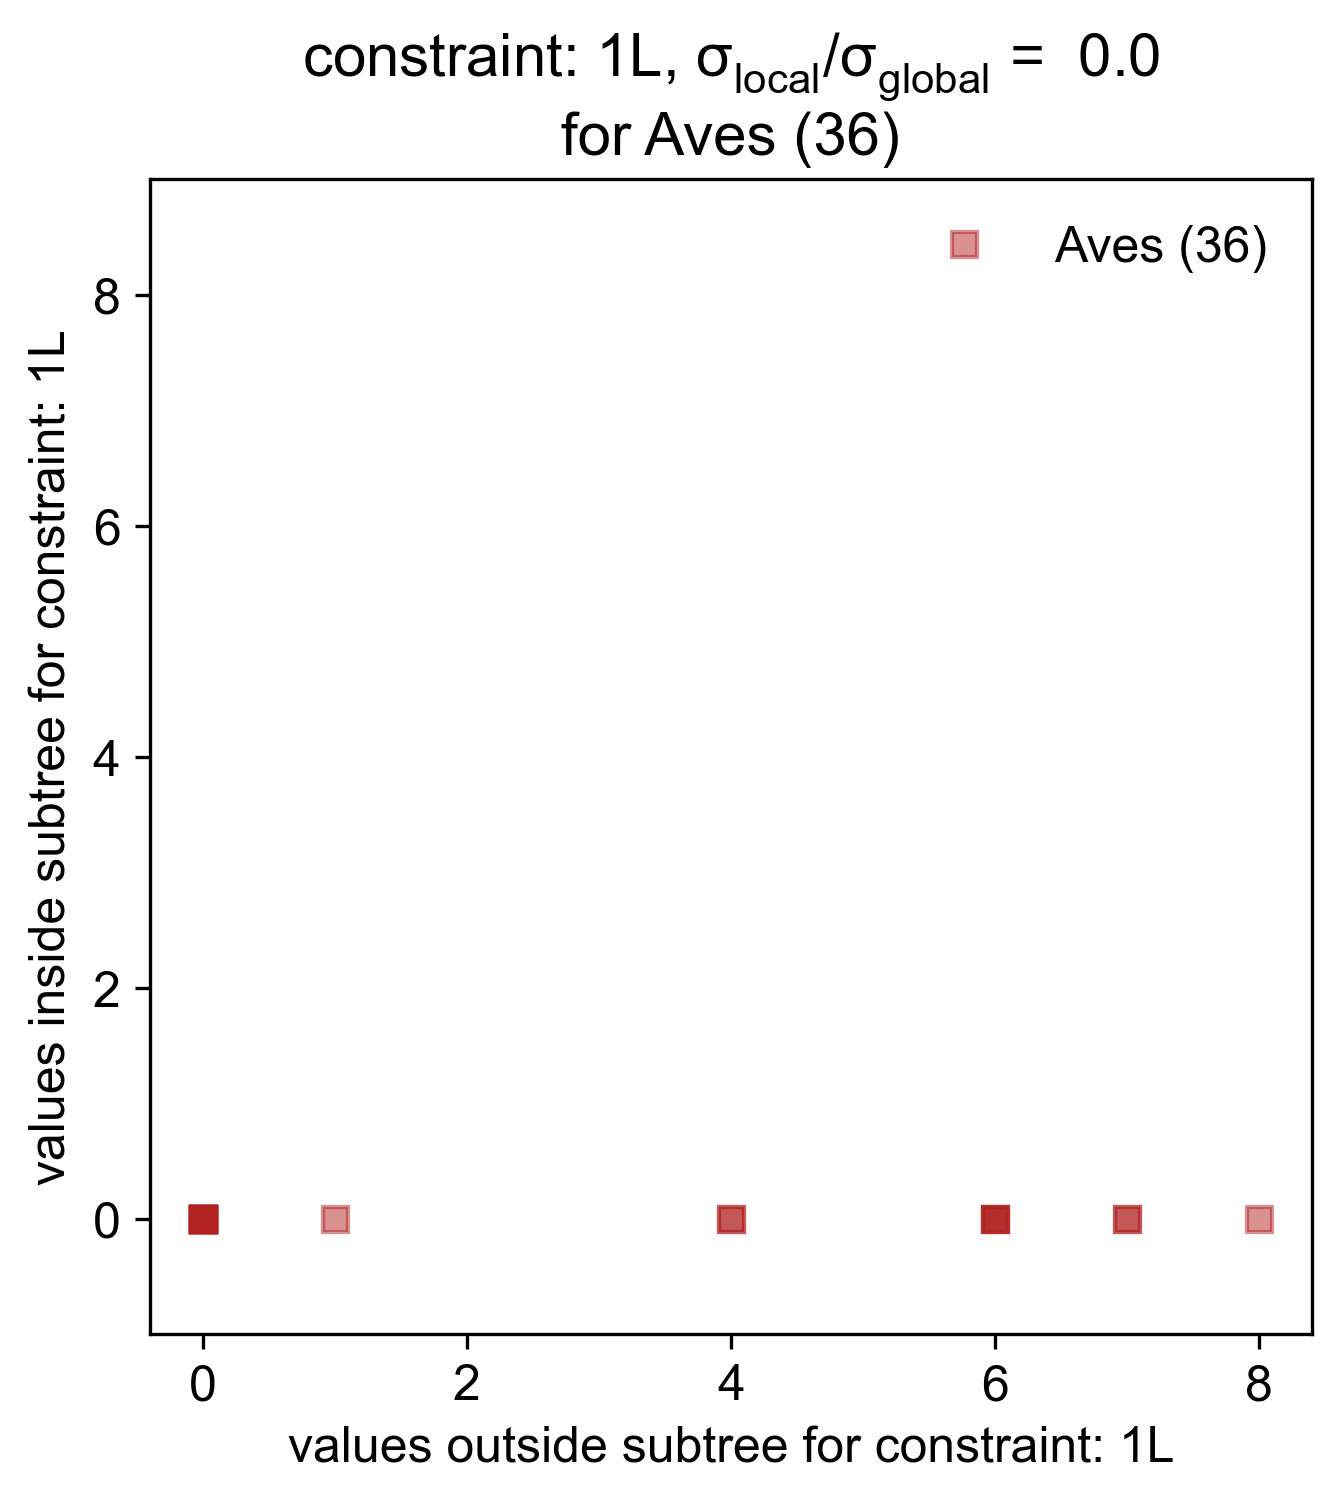 constraint: 1L, σlocal/σglobal = 0.0
for Aves (36)
Aves (36)
values inside subtree for constraint: 1L
8
6
4
2
0
0 2 4 6 8
values outside subtree for constraint: 1L